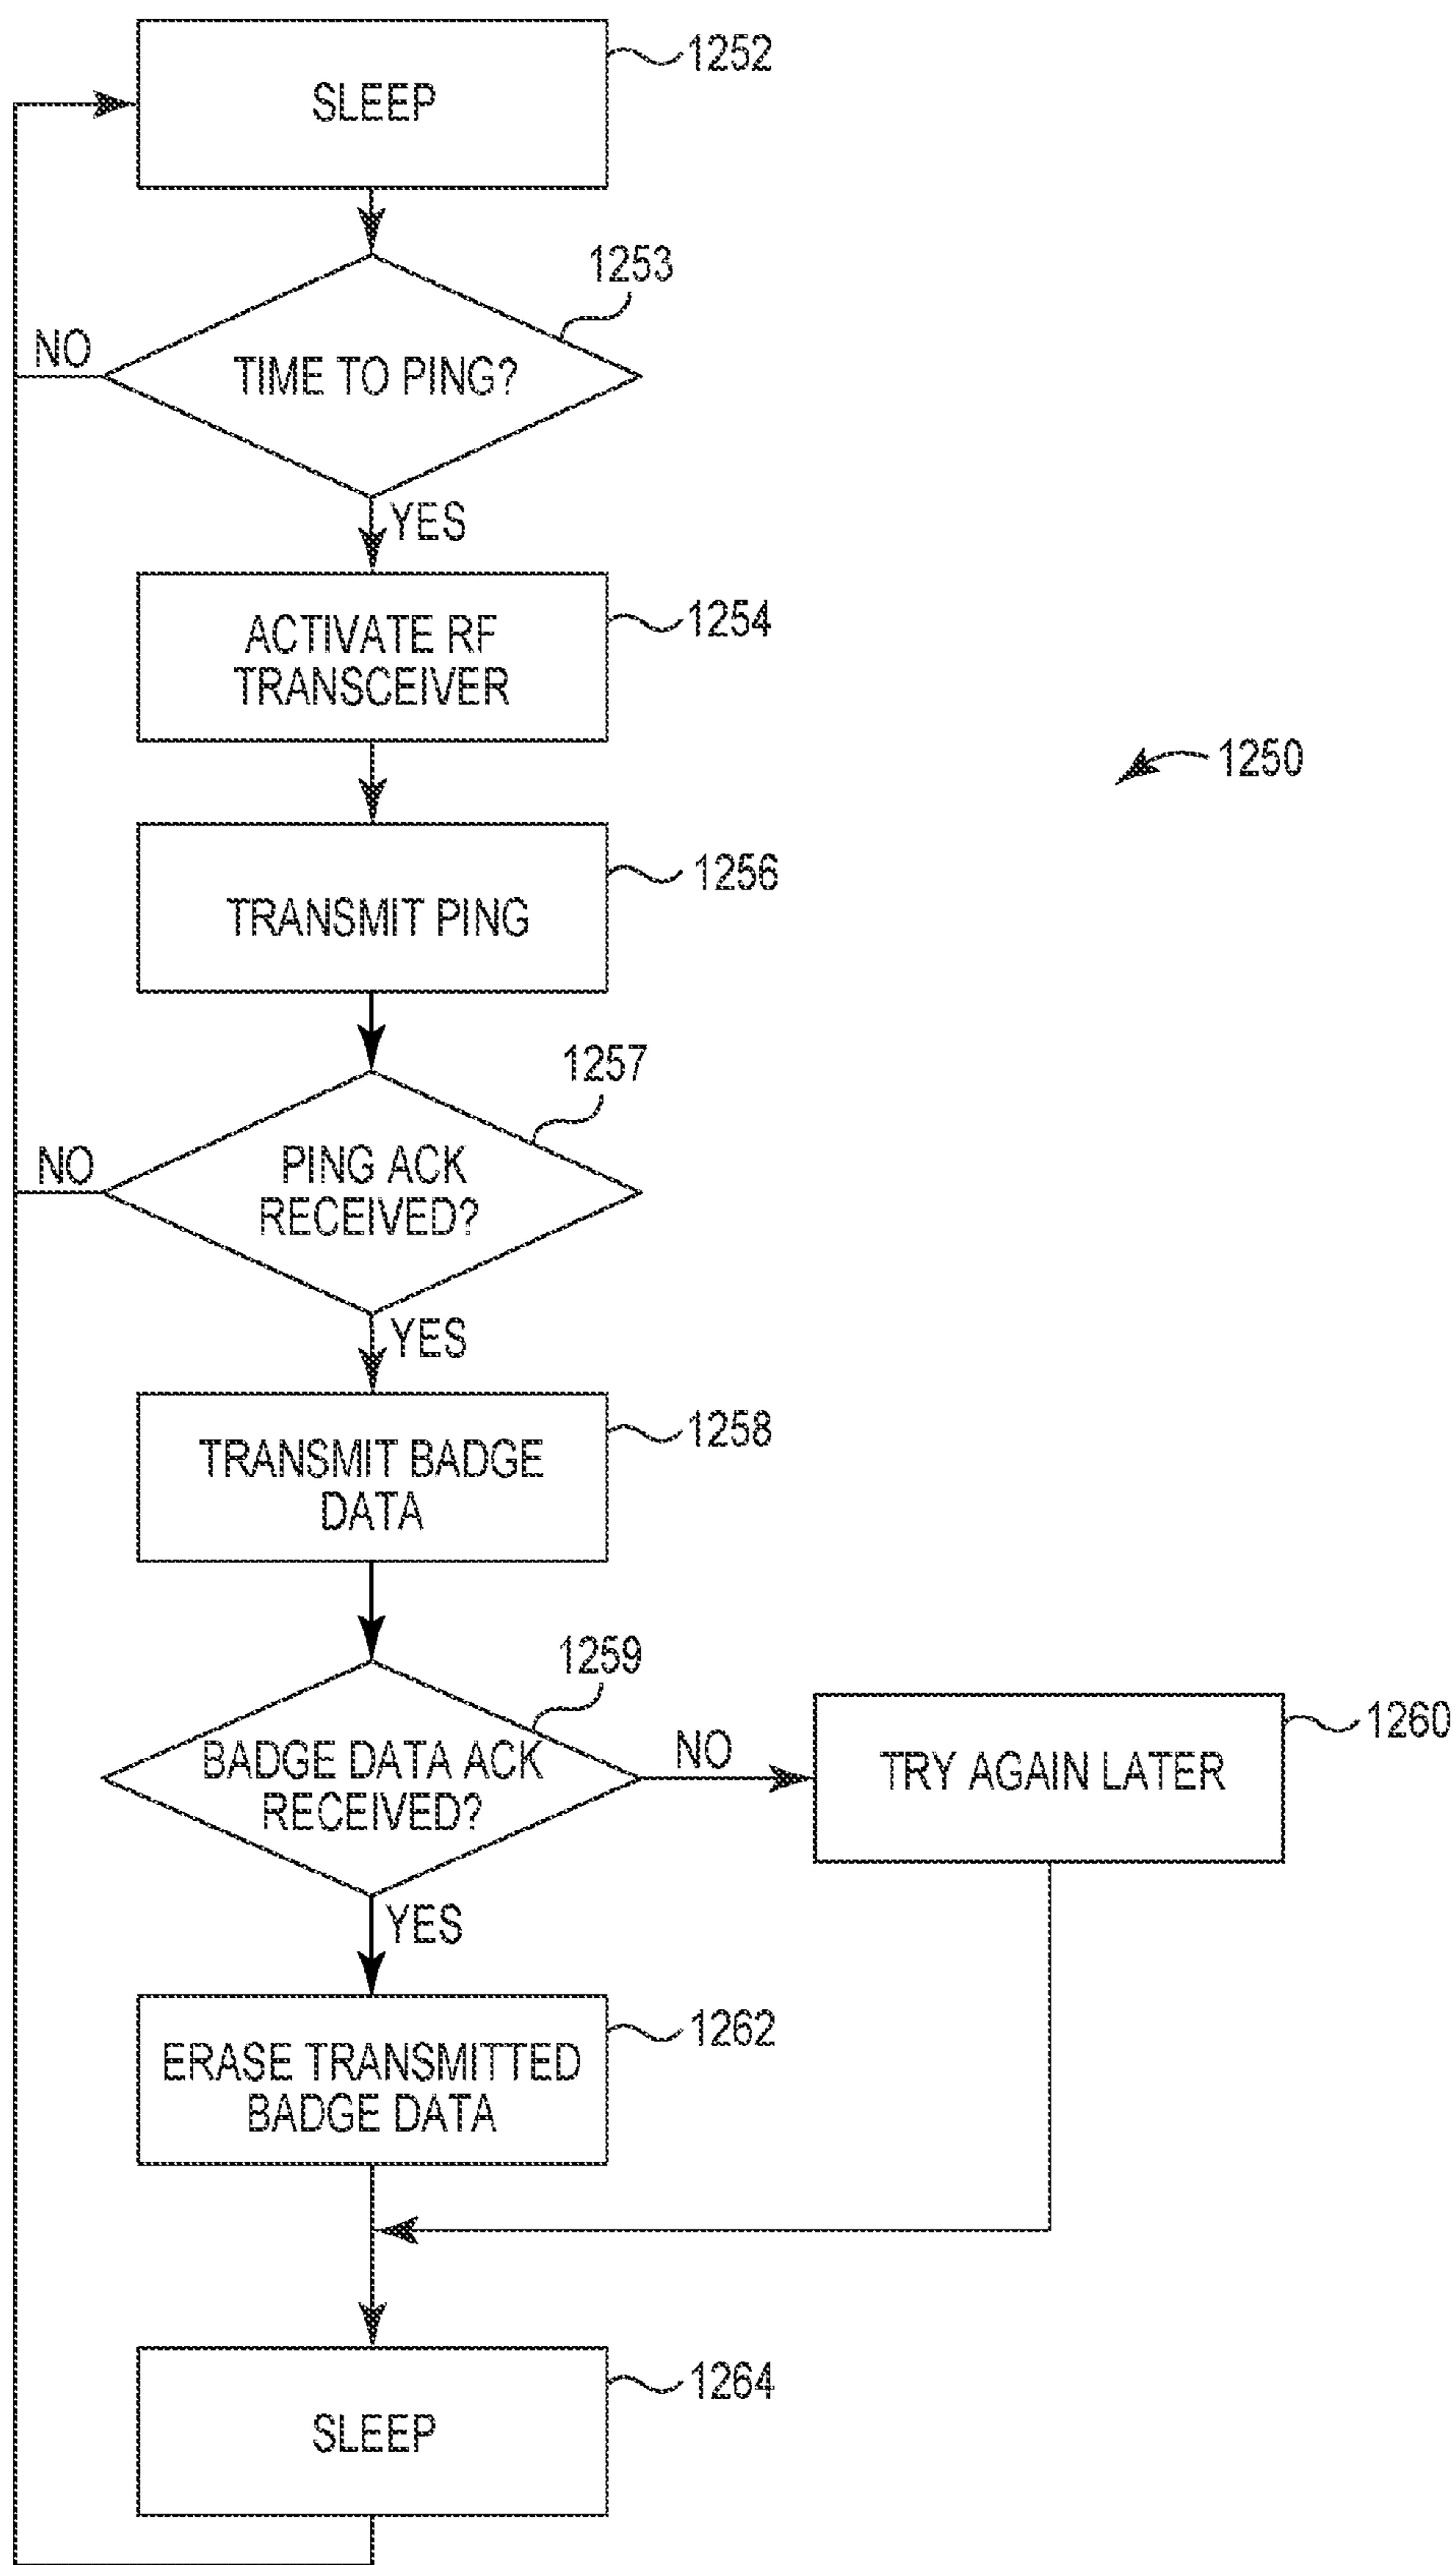 SLEEP
1252
1253
TIME TO PING?
NO
YES
ACTIVATE RF
TRANSCEIVER
1254
1250
TRANSMIT PING
1256
1257
PING ACK
RECEIVED?
NO
YES
TRANSMIT BADGE
DATA
1258
1259
BADGE DATA ACK
RECEIVED?
NO
TRY AGAIN LATER
1260
YES
ERASE TRANSMITTED
BADGE DATA
1262
SLEEP
1264